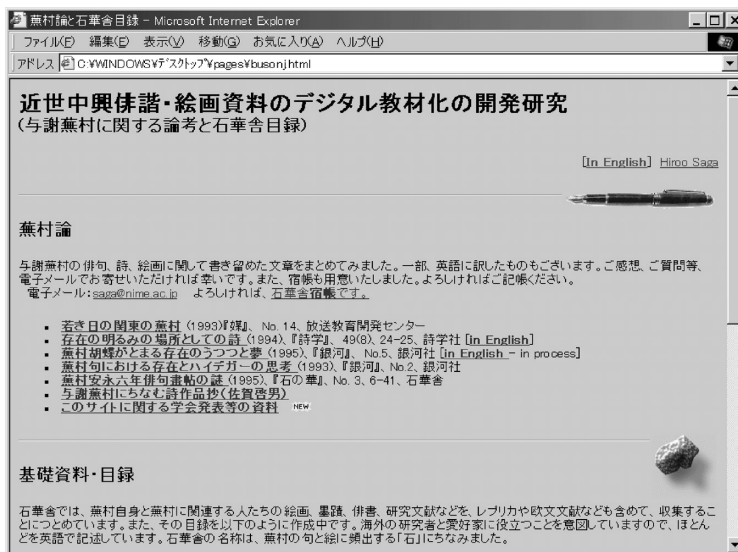 蕪村論と石華舎目録 - Microsoft Internet Explorer
ファイル(F) 編集(E) 表示(V) 移動(G) お気に入り(A) ヘルプ(H)
アドレス C:¥WINDOWS¥デスクトップ¥pages¥busonj.html
近世中興俳諧・絵画資料のデジタル教材化の開発研究
(与謝蕪村に関する論考と石華舎目録)
[In English] Hiroo Saga
蕪村論
与謝蕪村の俳句、詩、絵画に関して書き留めた文章をまとめてみました。一部、英語に訳したものもございます。ご感想、ご質問等、
電子メールでお寄せいただければ幸いです。また、宿帳も用意いたしました。よろしければご記帳ください。
電子メール:saga@nime.ac.jp よろしければ、石華舎宿帳です。
若き日の関東の蕪村 (1993)『媒』、No. 14、放送教育開発センター
存在の明るみの場所としての詩 (1994)、『詩学』、49(8)、24-25、詩学社 [in English]
蕪村胡蝶がとまる存在のうつつと夢 (1995)、『銀河』、No.5、銀河社 [in English - in process]
蕪村句における存在とハイデガーの思考 (1993)、『銀河』、No.2、銀河社
蕪村安永六年俳句畫帖の謎 (1995)、『石の華』、No. 3、6-41、石華舎
与謝蕪村にちなむ詩作品抄(佐賀啓男)
このサイトに関する学会発表等の資料 NEW
基礎資料・目録
石華舎では、蕪村自身と蕪村に関連する人たちの絵画、墨蹟、俳書、研究文献などを、レプリカや欧文文献なども含めて、収集するこ
とにつとめています。また、その目録を以下のように作成中です。海外の研究者と愛好家に役立つことを意図していますので、ほとん
どを英語で記述しています。石華舎の名称は、蕪村の句と絵に頻出する「石」にちなみました。